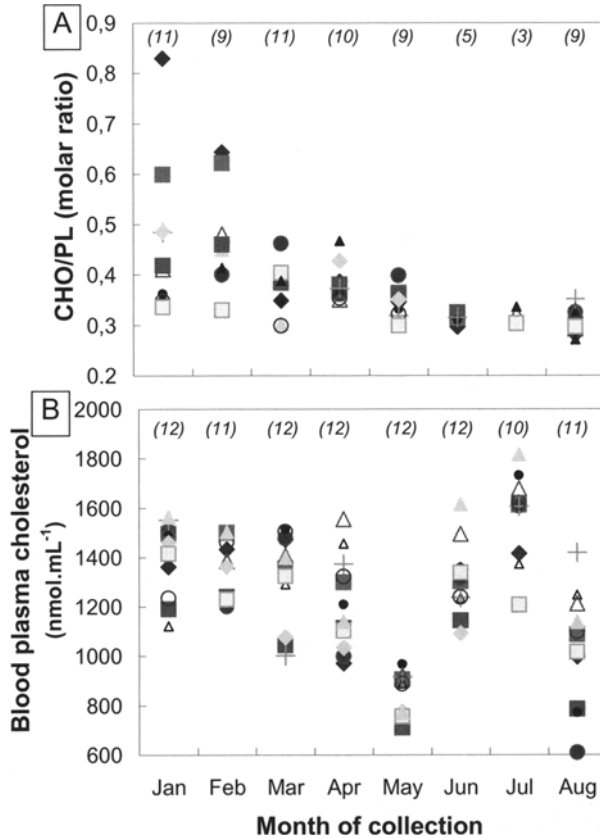 A
(11) (9) (11) (10) (9) (5) (3) (9)
0,9
0,8
0,7
0,6
0,5
0,4
0,3
0.2
CHO/PL (molar ratio)
B
(12) (11) (12) (12) (12) (12) (10) (11)
2000
1800
1600
1400
1200
1000
800
600
Blood plasma cholesterol
(nmol.mL-1)
Jan Feb Mar Apr May Jun Jul Aug
Month of collection